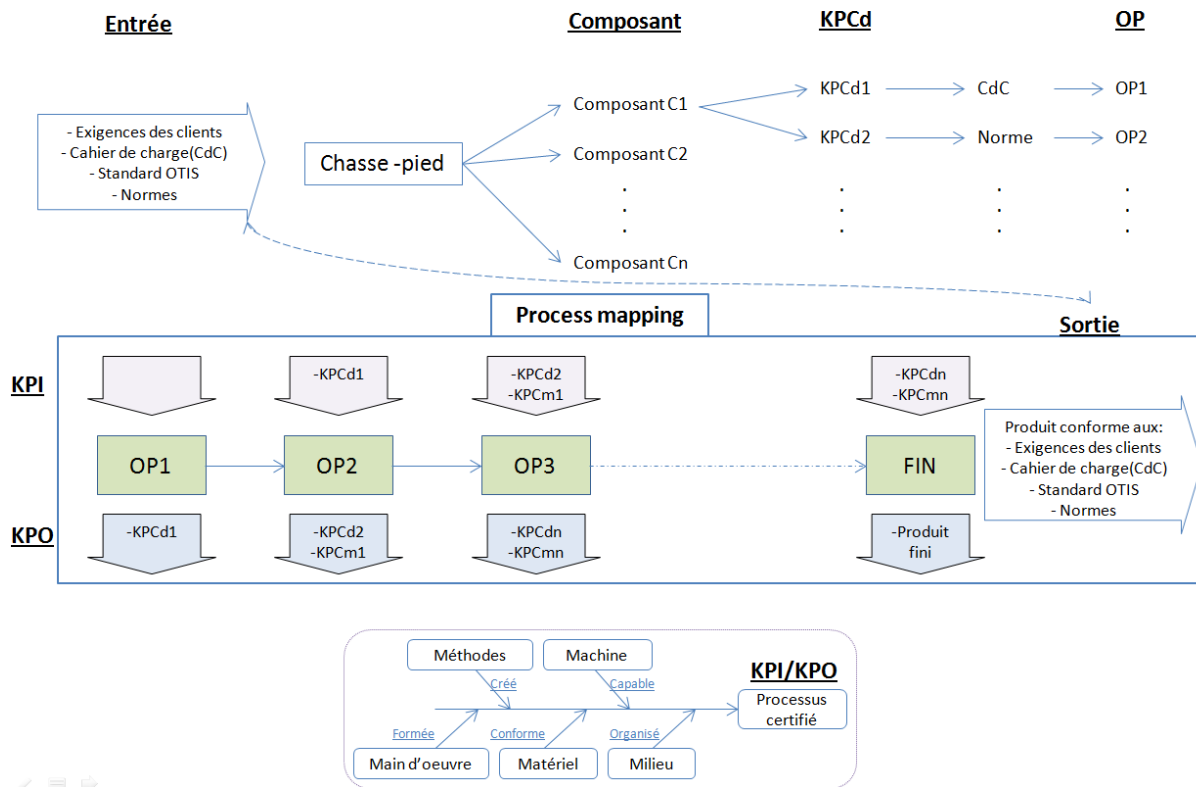 Entrée
Composant
KPCd
OP
- Exigences des clients
- Cahier de charge(CdC)
- Standard OTIS
- Normes
Chasse -pied
Composant C1
Composant C2
.
.
.
Composant Cn
KPCd1
CdC
OP1
KPCd2
Norme
OP2
.
.
.
.
.
.
.
.
.
Process mapping
Sortie
KPI
-KPCd1
-KPCd2
-KPCm1
-KPCdn
-KPCmn
OP1
OP2
OP3
FIN
Produit conforme aux:
- Exigences des clients
- Cahier de charge(CdC)
- Standard OTIS
- Normes
KPO
-KPCd1
-KPCd2
-KPCm1
-KPCdn
-KPCmn
-Produit
fini
Méthodes
Machine
KPI/KPO
Créé
Capable
Processus
certifié
Formée
Conforme
Organisé
Main d'oeuvre
Matériel
Milieu